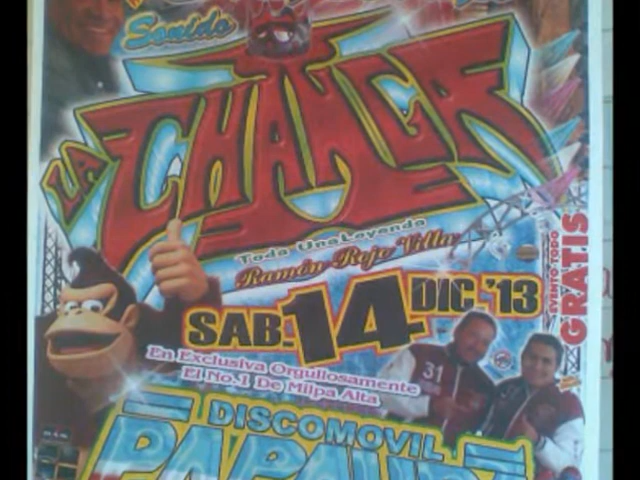 Sonido
LA CHANGA
Toda Una Leyenda
Ramón Rojo Villa
SAB. 14 DIC. '13
EVENTO TODO
GRATIS
En Exclusiva Orgullosamente
El No.1 De Milpa Alta
31
DISCOMOVIL